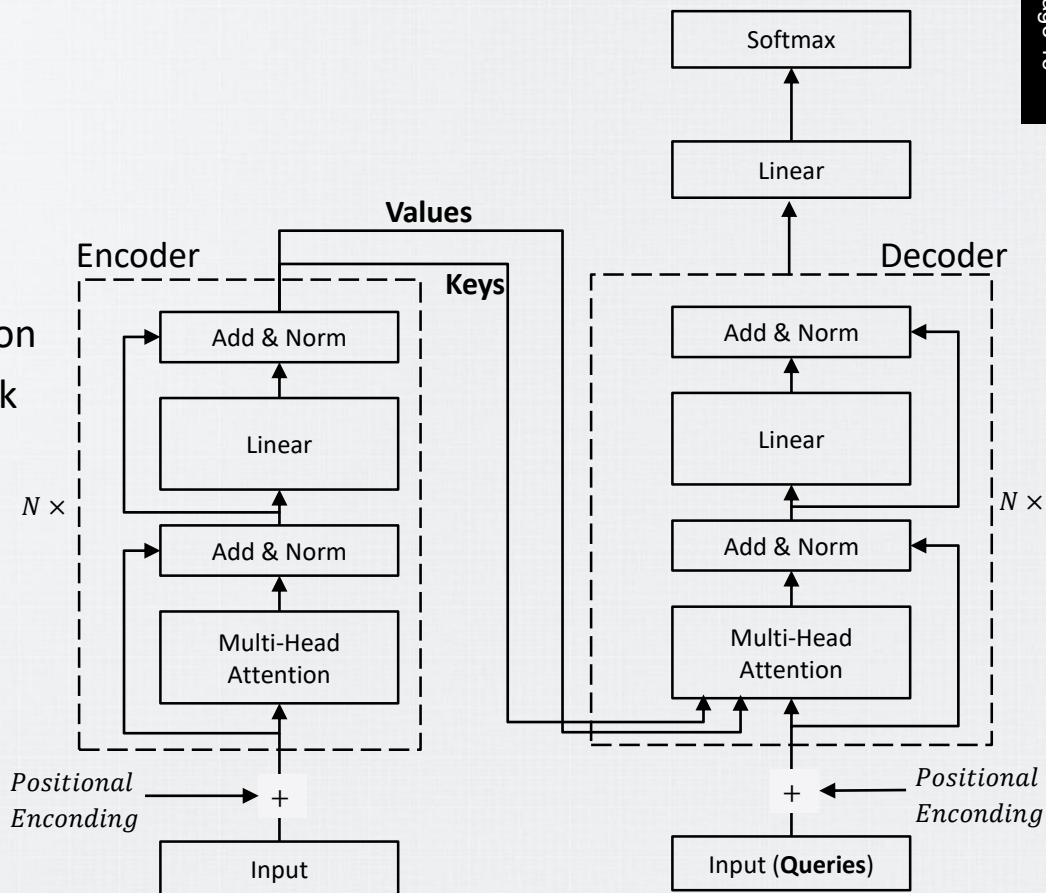 Softmax
Linear
Values
Encoder
Decoder
Keys
Add & Norm
Add & Norm
on
k
Linear
Linear
N ×
N ×
Add & Norm
Add & Norm
Multi-Head
Attention
Multi-Head
Attention
Positional
Enconding
+
+
Positional
Enconding
Input
Input (Queries)